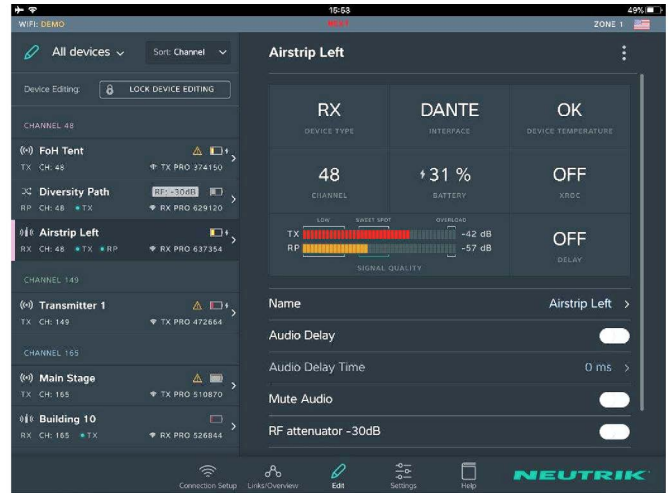 15:53
49%
WIFI: DEMO
ZONE 1
All devices
Sort: Channel
Airstrip Left
Device Editing:
LOCK DEVICE EDITING
CHANNEL 48
FoH Tent
TX CH: 48
TX PRO 374150
Diversity Path
RF: -30dB
RP CH: 48 TX
RX PRO 629120
Airstrip Left
RX CH: 48 TX RP
RX PRO 637354
CHANNEL 149
Transmitter 1
TX CH: 149
TX PRO 472664
CHANNEL 165
Main Stage
TX CH: 165
TX PRO 510870
Building 10
RX CH: 165 TX
RX PRO 526844
RX
DEVICE TYPE
DANTE
INTERFACE
OK
DEVICE TEMPERATURE
48
CHANNEL
31 %
BATTERY
OFF
XROC
LOW SWEET SPOT OVERLOAD
TX -42 dB
RP -57 dB
SIGNAL QUALITY
OFF
DELAY
Name Airstrip Left
Audio Delay
Audio Delay Time 0 ms
Mute Audio
RF attenuator -30dB
Connection Setup
Links/Overview
Edit
Settings
Help
NEUTRIK